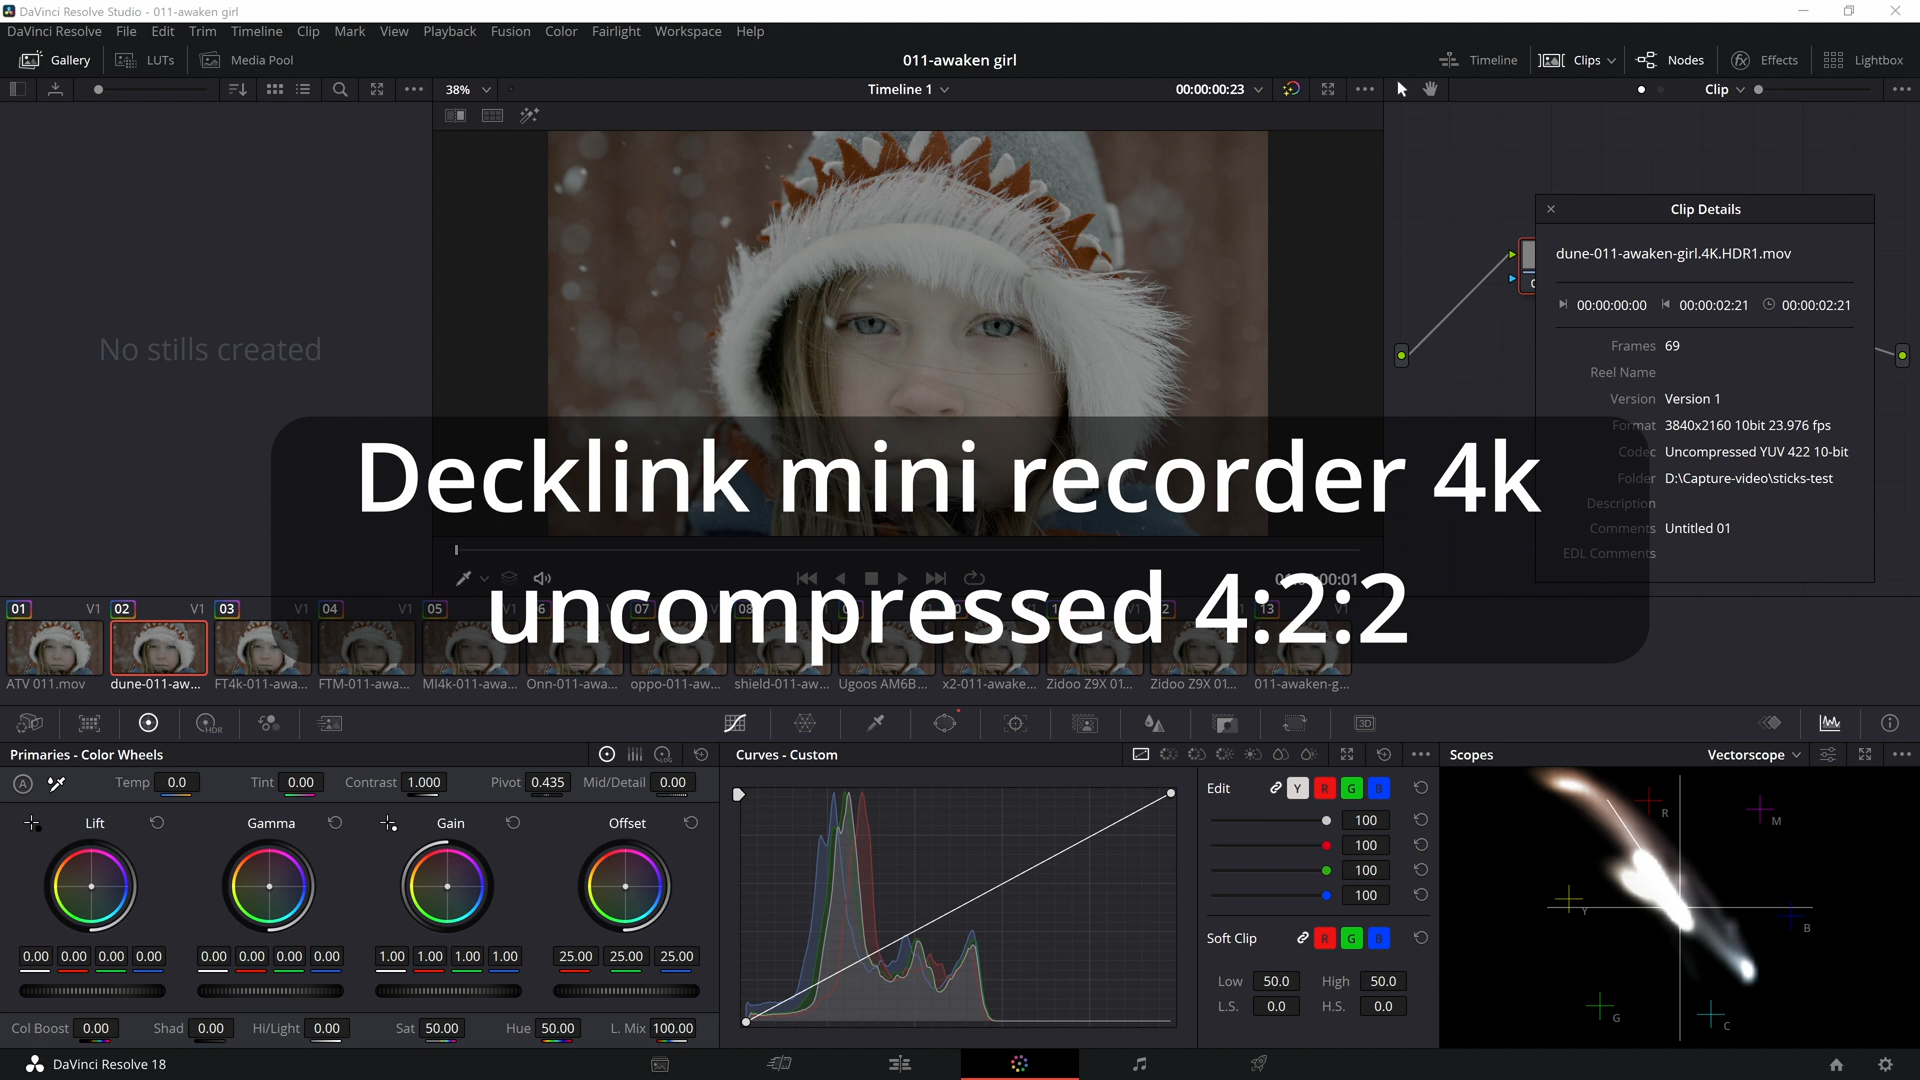 DaVinci Resolve Studio - 011-awaken girl
DaVinci Resolve File Edit Trim Timeline Clip Mark View Playback Fusion Color Fairlight Workspace Help
Gallery LUTs Media Pool 011-awaken girl Timeline Clips Nodes Effects Lightbox
38% Timeline 1 00:00:00:23 Clip
No stills created
Clip Details
dune-011-awaken-girl.4K.HDR1.mov
00:00:00:00 00:00:02:21 00:00:02:21
Frames 69
Reel Name
Version Version 1
Format 3840x2160 10bit 23.976 fps
Codec Uncompressed YUV 422 10-bit
Folder D:\Capture-video\sticks-test
Description
Comments Untitled 01
EDL Comments
Decklink mini recorder 4k
uncompressed 4:2:2
01 V1 02 V1 03 V1 04 V1 05 V1 07 13 V1
ATV 011.mov dune-011-aw... FT4k-011-awa... FTM-011-awa... MI4k-011-awa... Onn-011-awa... oppo-011-aw... shield-011-aw... Ugoos AM6B... x2-011-awake... Zidoo Z9X 01... Zidoo Z9X 01... 011-awaken-g...
HDR 3D
Primaries - Color Wheels LOG Curves - Custom Scopes Vectorscope
A Temp 0.0 Tint 0.00 Contrast 1.000 Pivot 0.435 Mid/Detail 0.00
Lift Gamma Gain Offset
0.00 0.00 0.00 0.00 0.00 0.00 0.00 0.00 1.00 1.00 1.00 1.00 25.00 25.00 25.00
Col Boost 0.00 Shad 0.00 Hi/Light 0.00 Sat 50.00 Hue 50.00 L. Mix 100.00
Edit Y R G B
100
100
100
100
Soft Clip R G B
Low 50.0 High 50.0
L.S. 0.0 H.S. 0.0
R M
Y B
G C
DaVinci Resolve 18